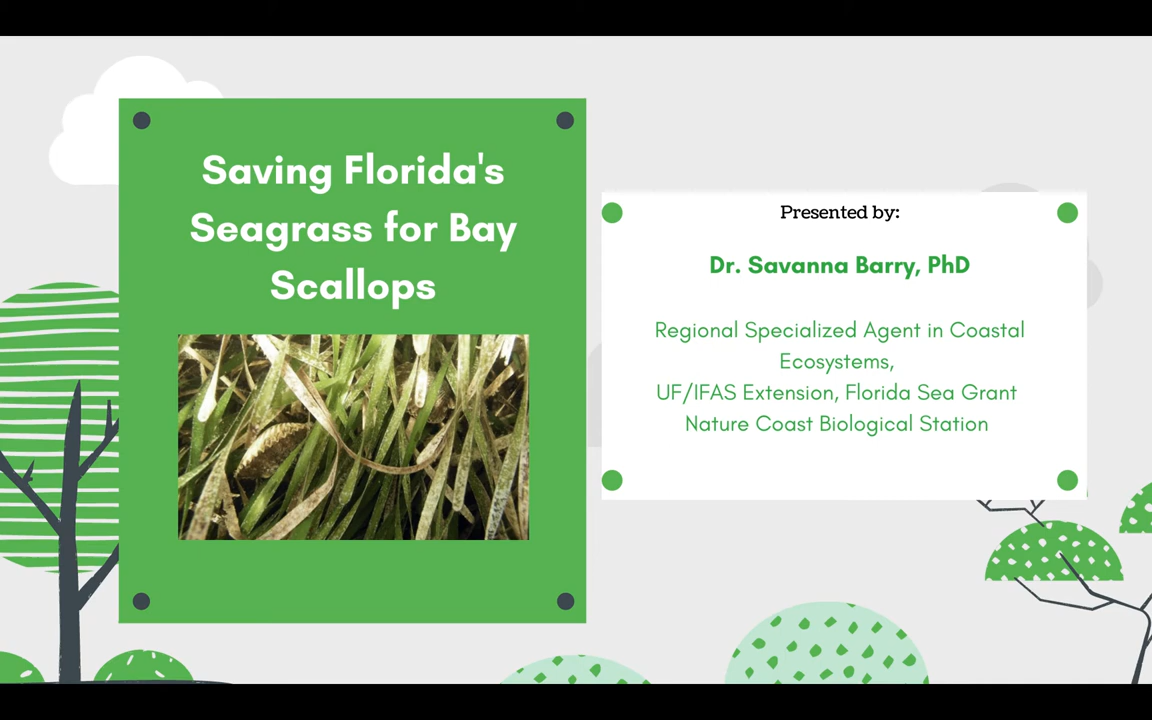 Saving Florida's
Seagrass for Bay
Scallops
Presented by:
Dr. Savanna Barry, PhD
Regional Specialized Agent in Coastal
Ecosystems,
UF/IFAS Extension, Florida Sea Grant
Nature Coast Biological Station